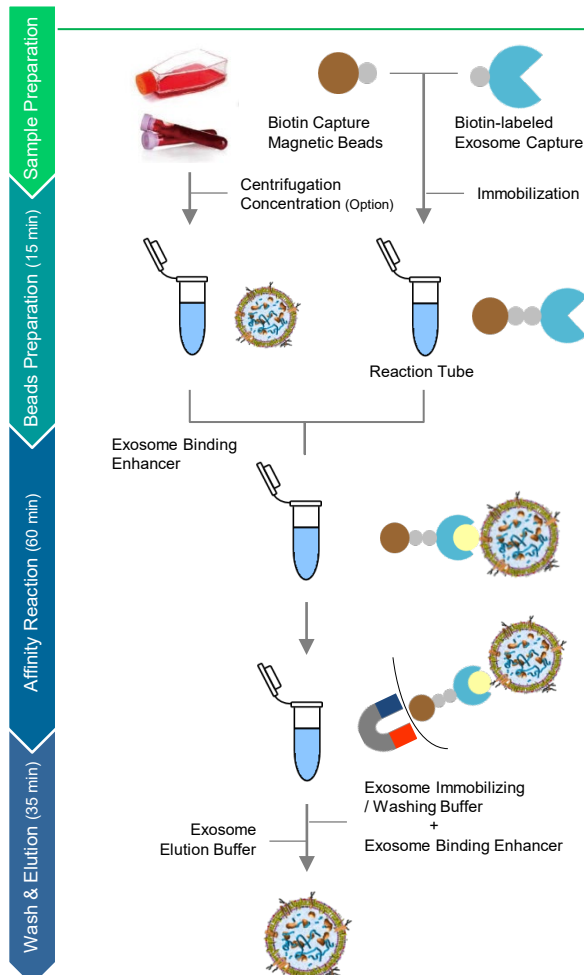 Sample Preparation
Beads Preparation (15 min)
Affinity Reaction (60 min)
Wash & Elution (35 min)
Biotin Capture
Magnetic Beads
Biotin-labeled
Exosome Capture
Centrifugation
Concentration (Option)
Immobilization
Reaction Tube
Exosome Binding
Enhancer
Exosome Immobilizing
/ Washing Buffer
+
Exosome Binding Enhancer
Exosome
Elution Buffer